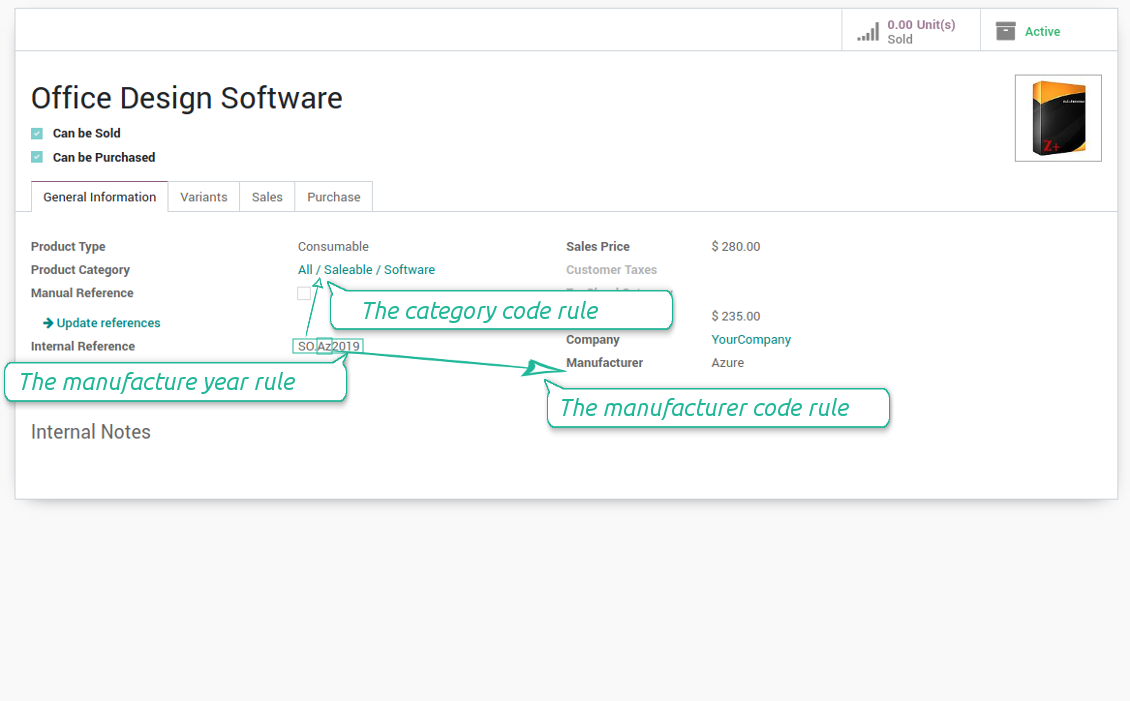 0.00 Unit(s)
Sold
Active
Office Design Software
Can be Sold
Can be Purchased
Z+
General Information
Variants
Sales
Purchase
Product Type
Consumable
Sales Price
$ 280.00
Product Category
All / Saleable / Software
Customer Taxes
Manual Reference
The category code rule
Update references
$ 235.00
Internal Reference
SO.Az2019
Company
YourCompany
Manufacturer
Azure
The manufacture year rule
The manufacturer code rule
Internal Notes